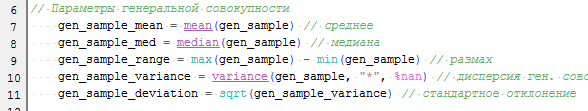 6 // Параметры генеральной совокупности
7 gen_sample_mean = mean(gen_sample) // среднее
8 gen_sample_med = median(gen_sample) // медиана
9 gen_sample_range = max(gen_sample) - min(gen_sample) // размах
10 gen_sample_variance = variance(gen_sample, "*", %nan) // дисперсия ген. сово
11 gen_sample_deviation = sqrt(gen_sample_variance) // стандартное отклонение